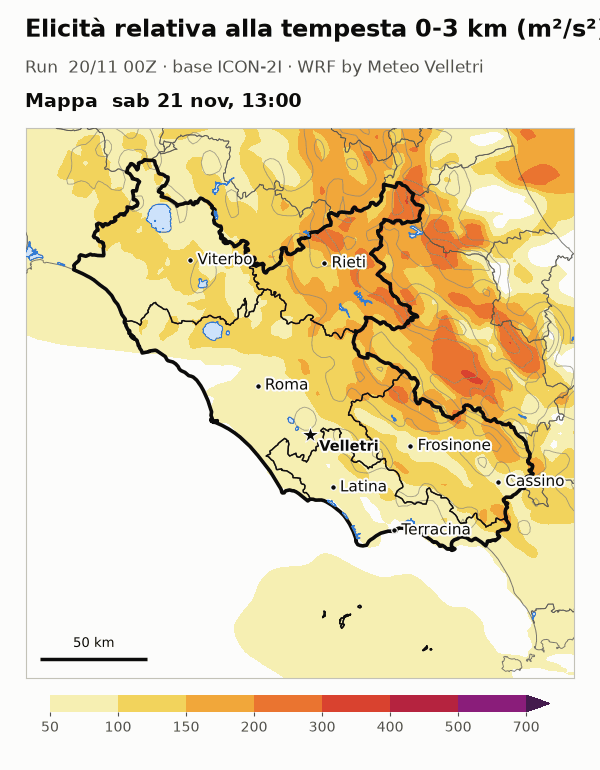 Elicità relativa alla tempesta 0-3 km (m²/s²)
Run 20/11 00Z · base ICON-2I · WRF by Meteo Velletri
Mappa sab 21 nov, 13:00
Viterbo
Rieti
Roma
Velletri
Frosinone
Latina
Cassino
Terracina
50 km
50 100 150 200 300 400 500 700